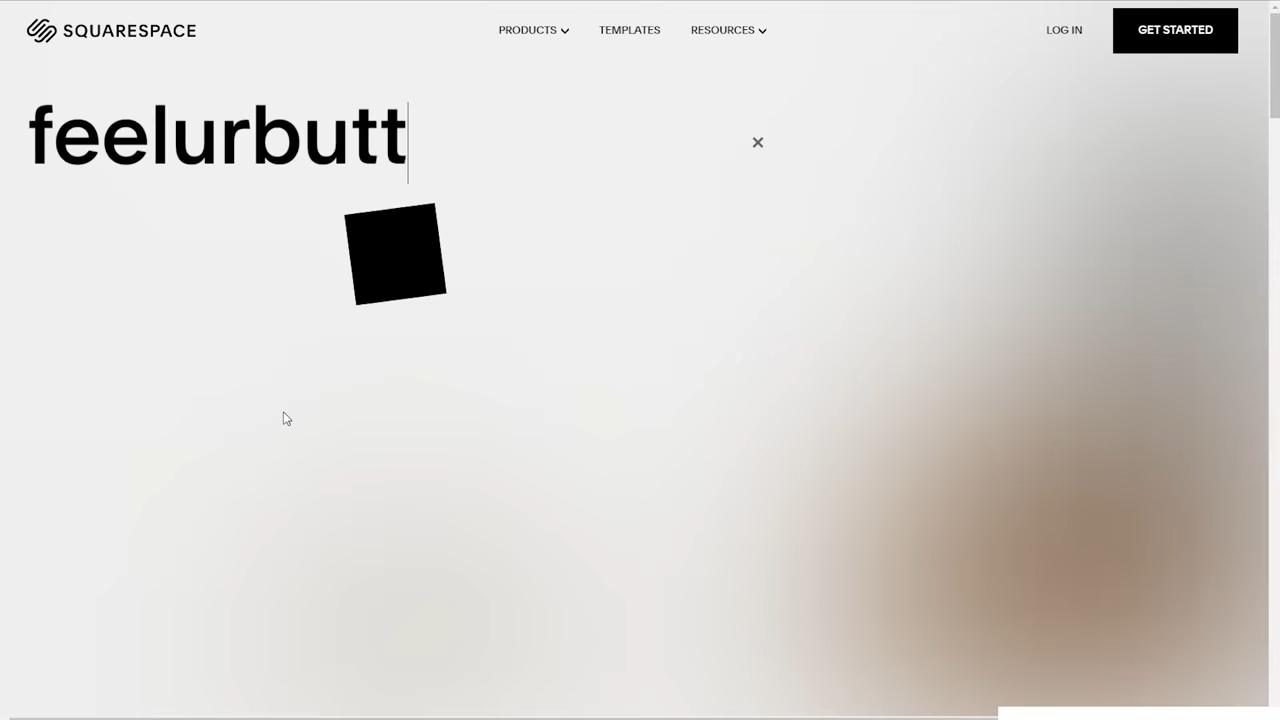 SQUARESPACE
PRODUCTS
TEMPLATES
RESOURCES
LOG IN
GET STARTED
feelurbutt